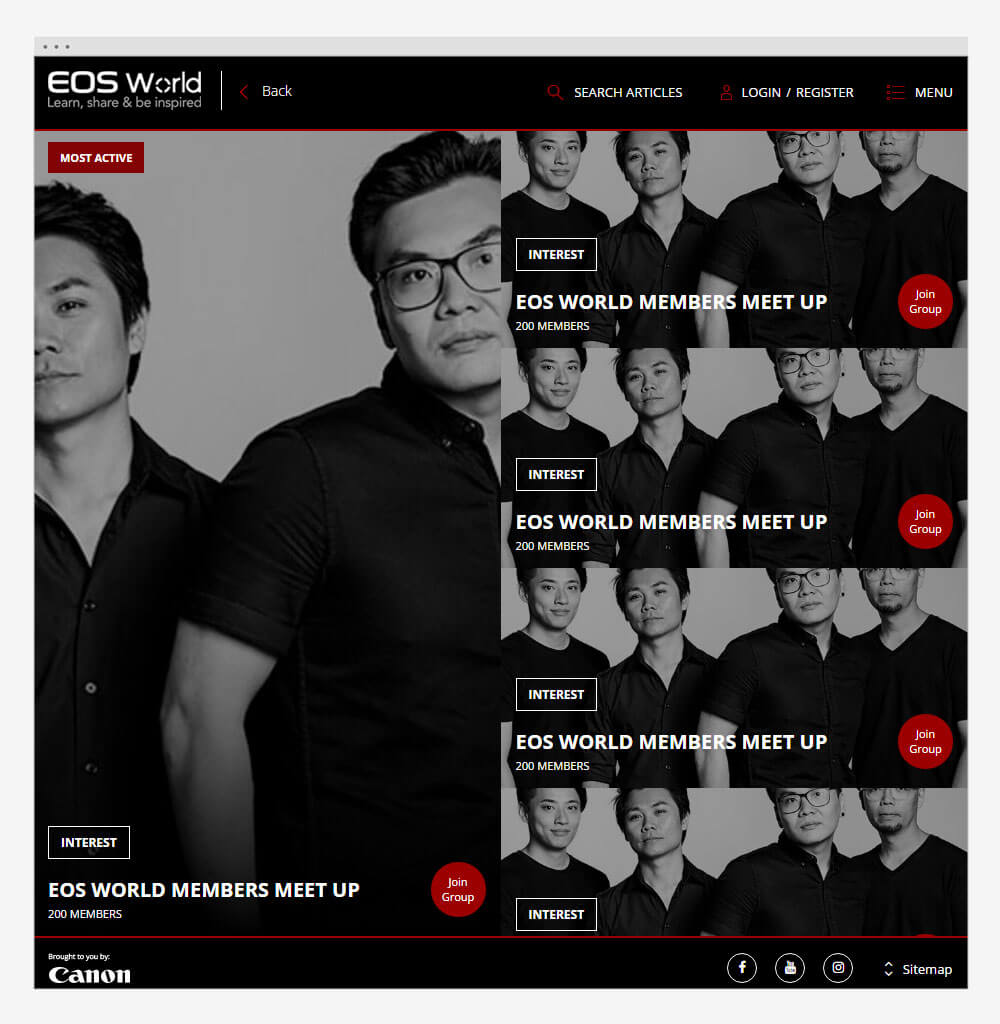 EOS World
Learn, share & be inspired
Back
SEARCH ARTICLES
LOGIN / REGISTER
MENU
MOST ACTIVE
INTEREST
EOS WORLD MEMBERS MEET UP
200 MEMBERS
Join
Group
INTEREST
EOS WORLD MEMBERS MEET UP
200 MEMBERS
Join
Group
INTEREST
EOS WORLD MEMBERS MEET UP
200 MEMBERS
Join
Group
INTEREST
EOS WORLD MEMBERS MEET UP
200 MEMBERS
Join
Group
INTEREST
Brought to you by:
Canon
Sitemap